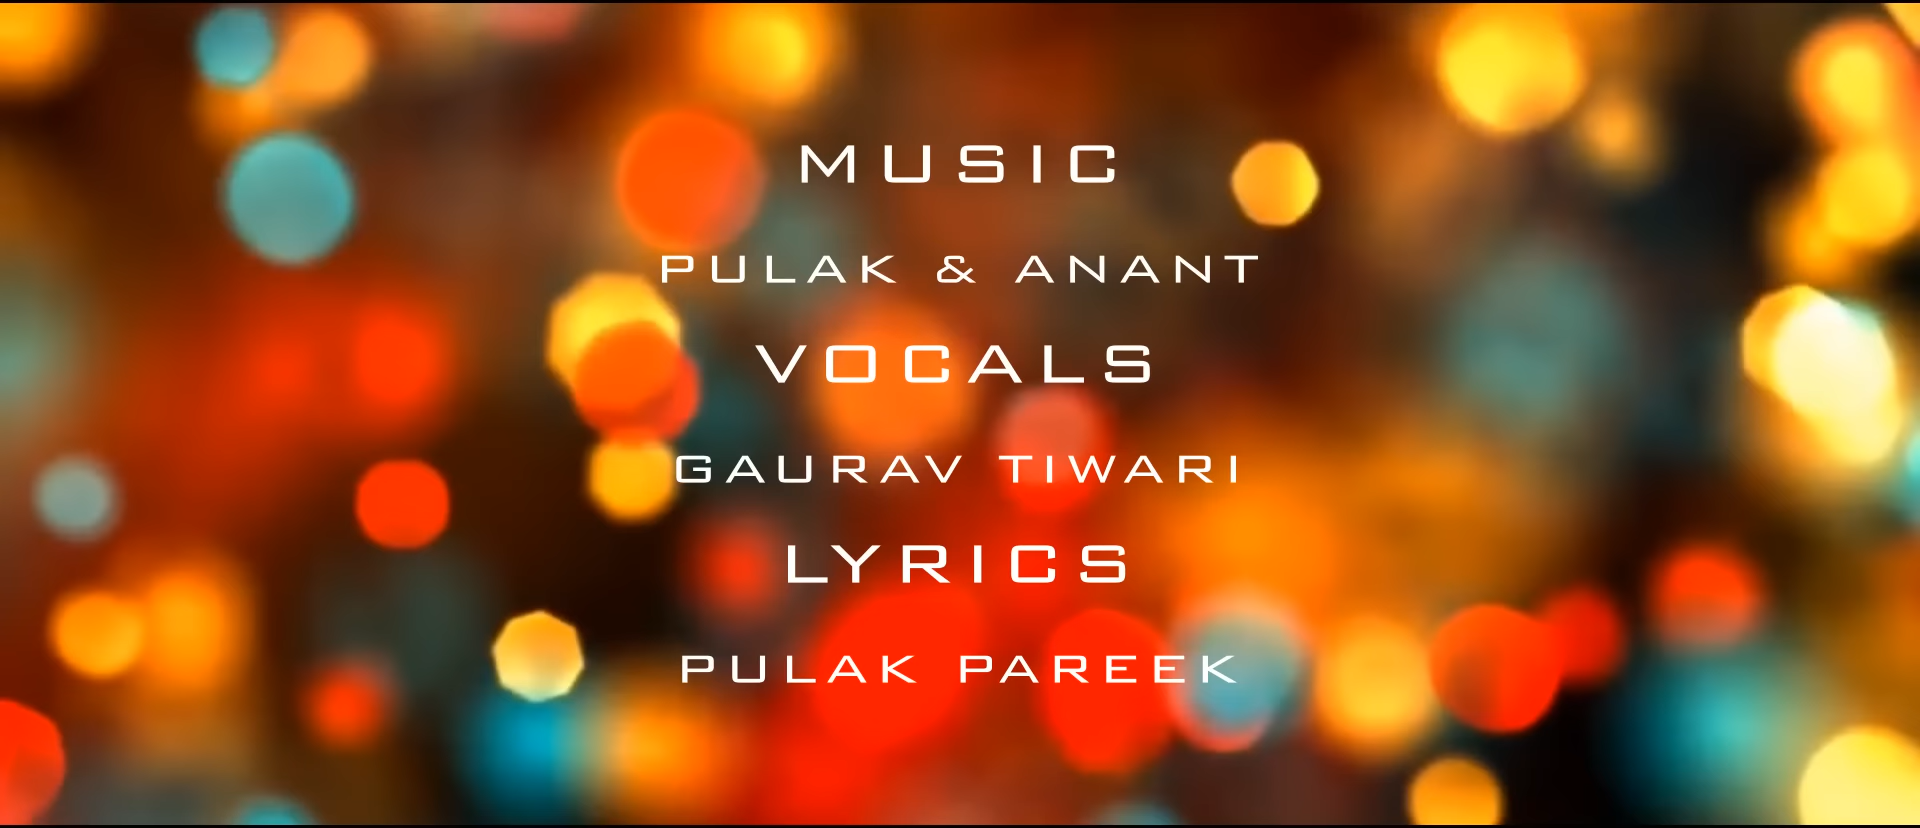 MUSIC
PULAK & ANANT
VOCALS
GAURAV TIWARI
LYRICS
PULAK PAREEK